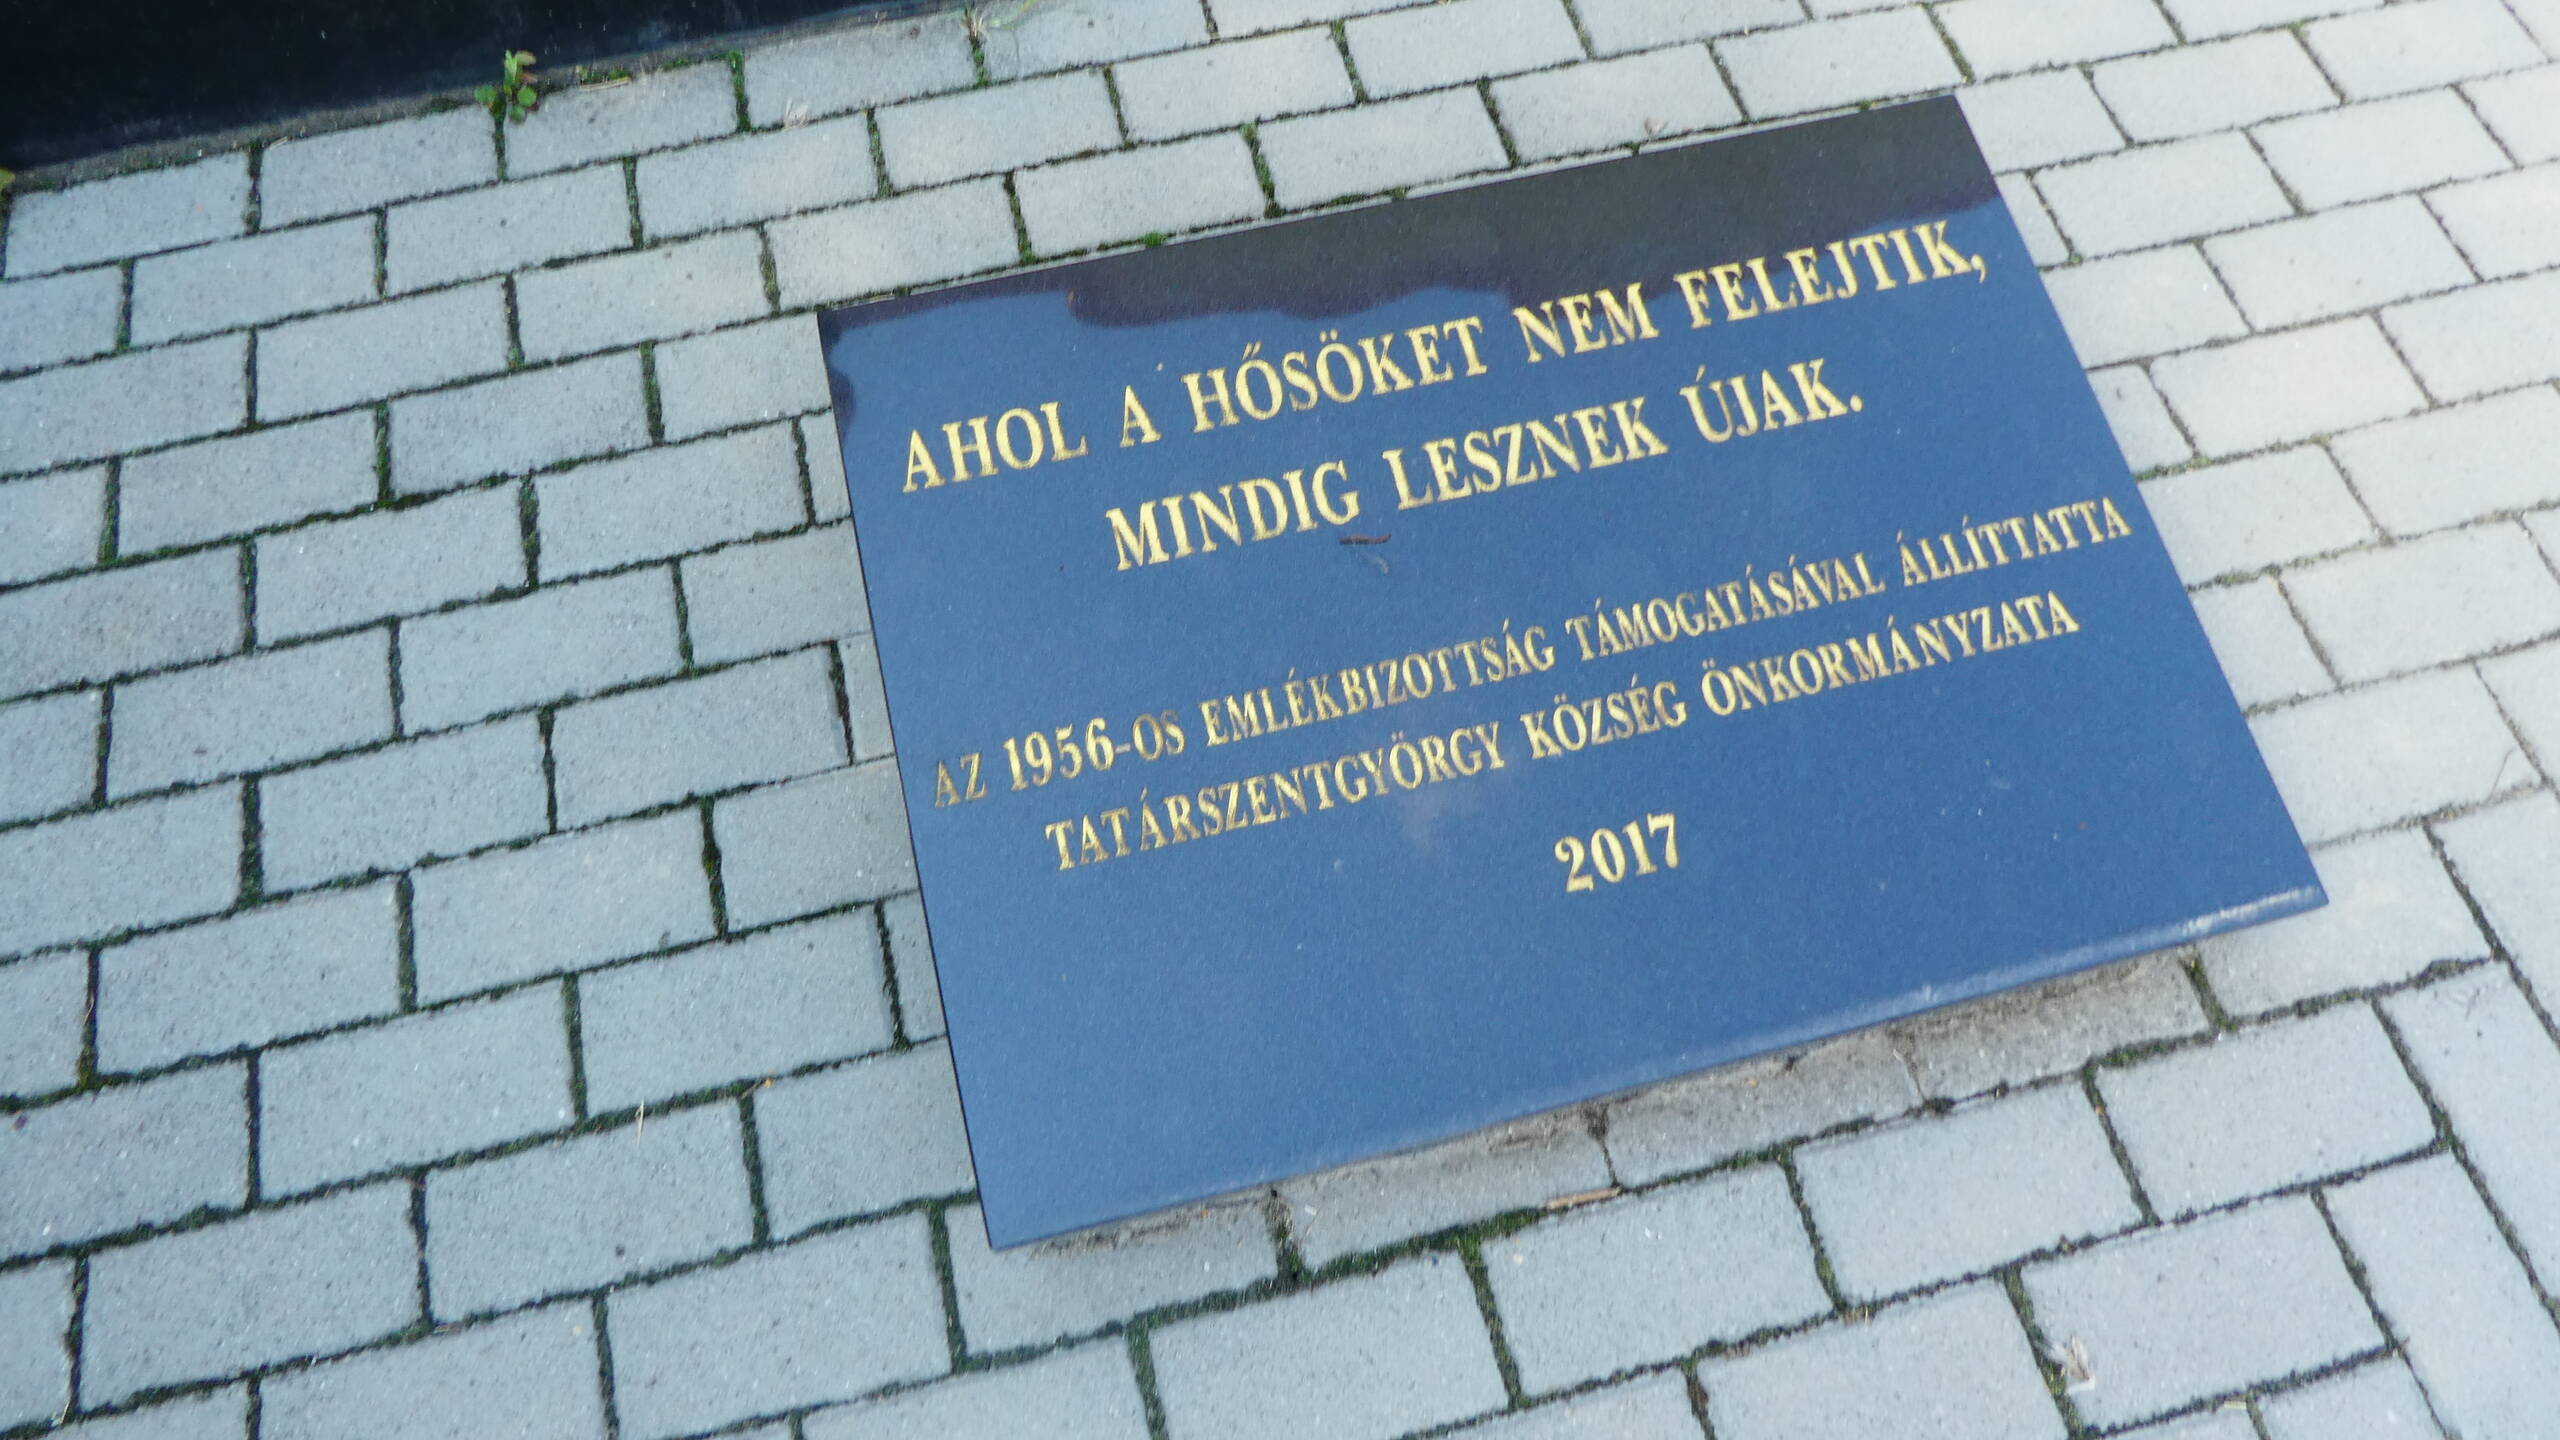 AHOL A HŐSÖKET NEM FELEJTIK,
MINDIG LESZNEK ÚJAK.
AZ 1956-OS EMLÉKBIZOTTSÁG TÁMOGATÁSÁVAL ÁLLÍTTATTA
TATÁRSZENTGYÖRGY KÖZSÉG ÖNKORMÁNYZATA
2017